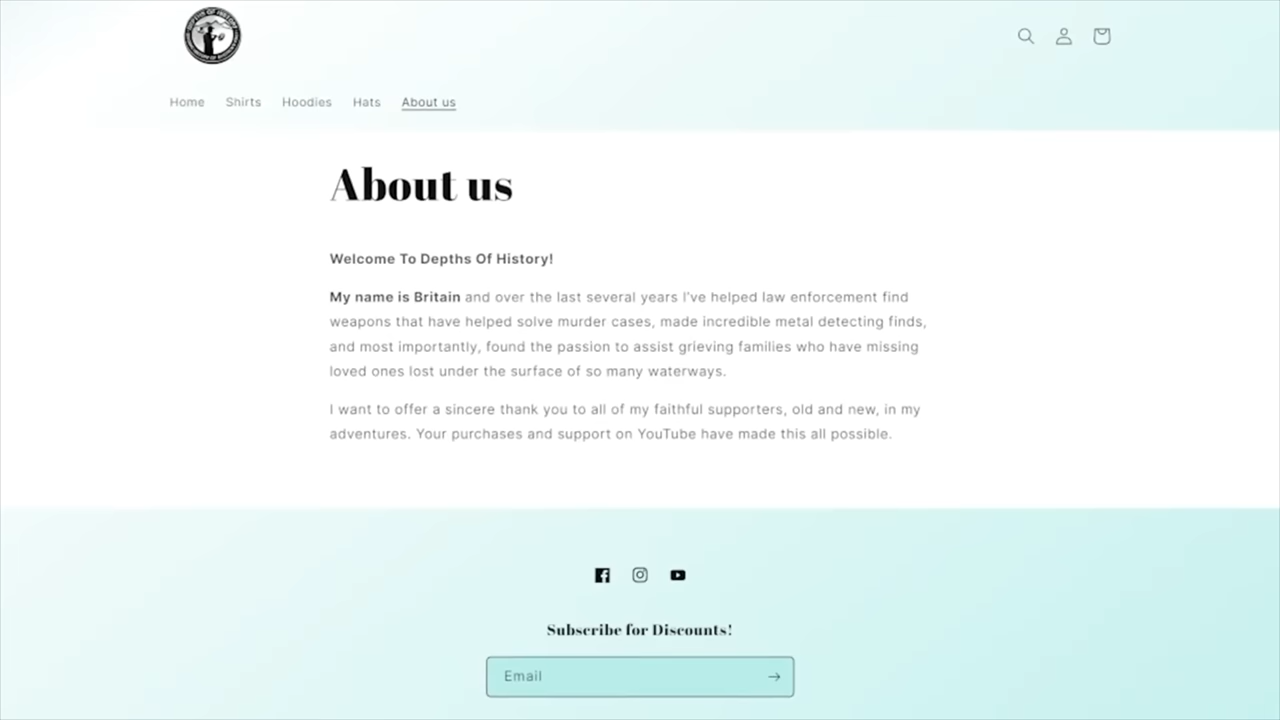 DEPTHS OF HISTORY
Home Shirts Hoodies Hats About us
About us
Welcome To Depths Of History!
My name is Britain and over the last several years I've helped law enforcement find
weapons that have helped solve murder cases, made incredible metal detecting finds,
and most importantly, found the passion to assist grieving families who have missing
loved ones lost under the surface of so many waterways.
I want to offer a sincere thank you to all of my faithful supporters, old and new, in my
adventures. Your purchases and support on YouTube have made this all possible.
Subscribe for Discounts!
Email